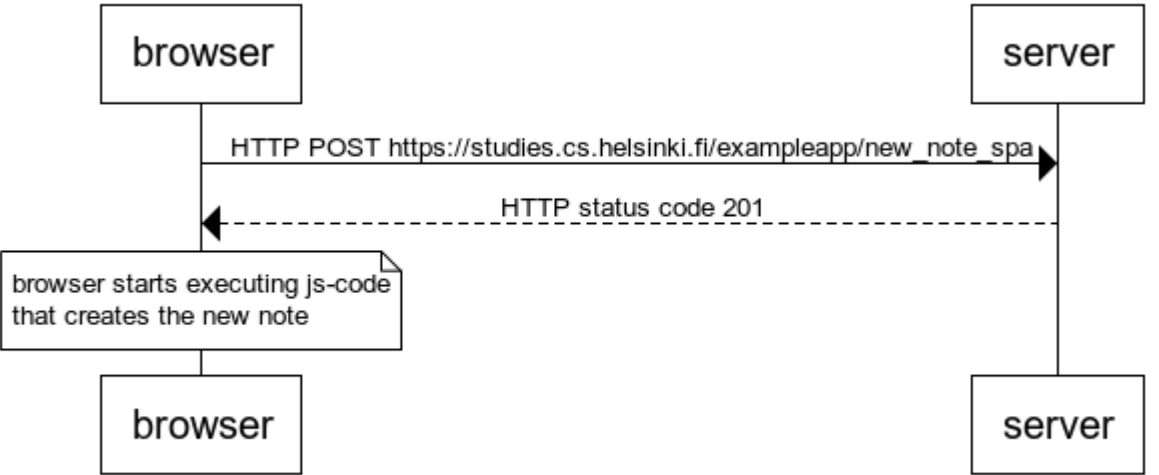 browser
server
HTTP POST https://studies.cs.helsinki.fi/exampleapp/new_note_spa
HTTP status code 201
browser starts executing js-code
that creates the new note
browser
server